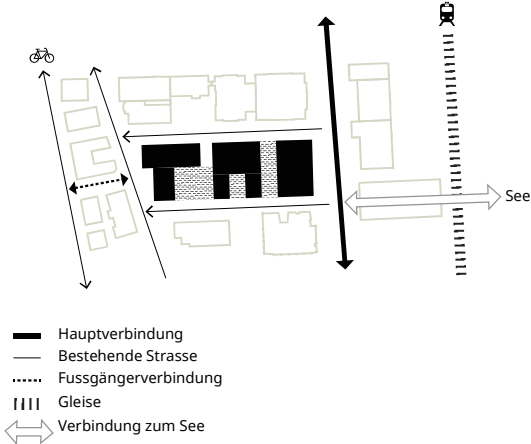 See
Hauptverbindung
Bestehende Strasse
Fussgängerverbindung
Gleise
Verbindung zum See